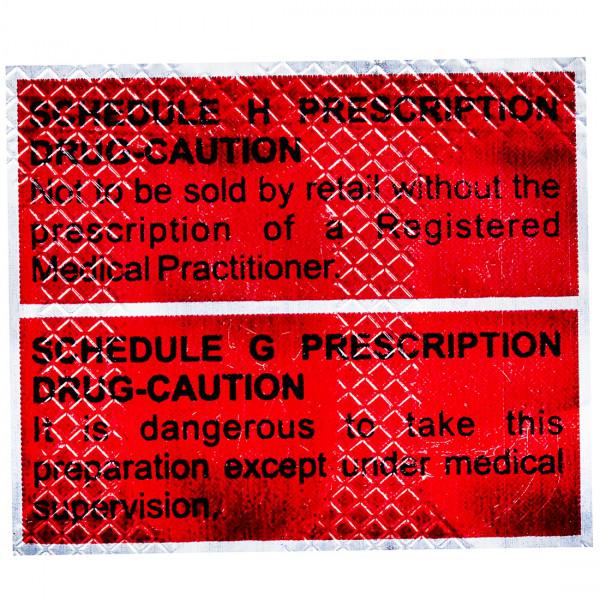 SCHEDULE H PRESCRIPTION
DRUG-CAUTION
Not to be sold by retail without the
prescription of a Registered
Medical Practitioner.
SCHEDULE G PRESCRIPTION
DRUG-CAUTION
It is dangerous to take this
preparation except under medical
supervision,